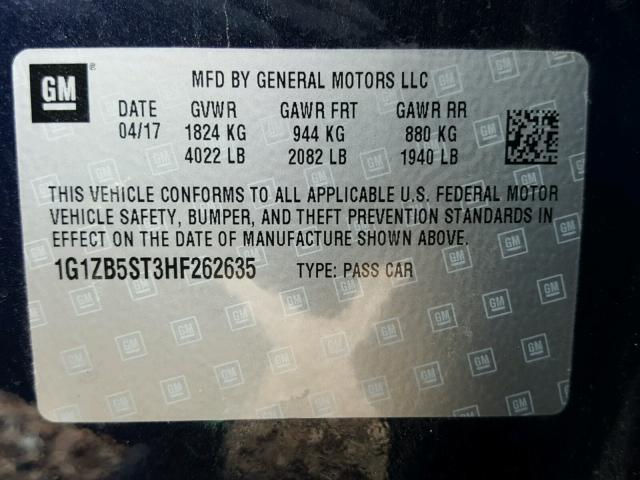 GM ®
MFD BY GENERAL MOTORS LLC
DATE GVWR GAWR FRT GAWR RR
04/17 1824 KG 944 KG 880 KG
4022 LB 2082 LB 1940 LB
THIS VEHICLE CONFORMS TO ALL APPLICABLE U.S. FEDERAL MOTOR
VEHICLE SAFETY, BUMPER, AND THEFT PREVENTION STANDARDS IN
EFFECT ON THE DATE OF MANUFACTURE SHOWN ABOVE.
1G1ZB5ST3HF262635 TYPE: PASS CAR